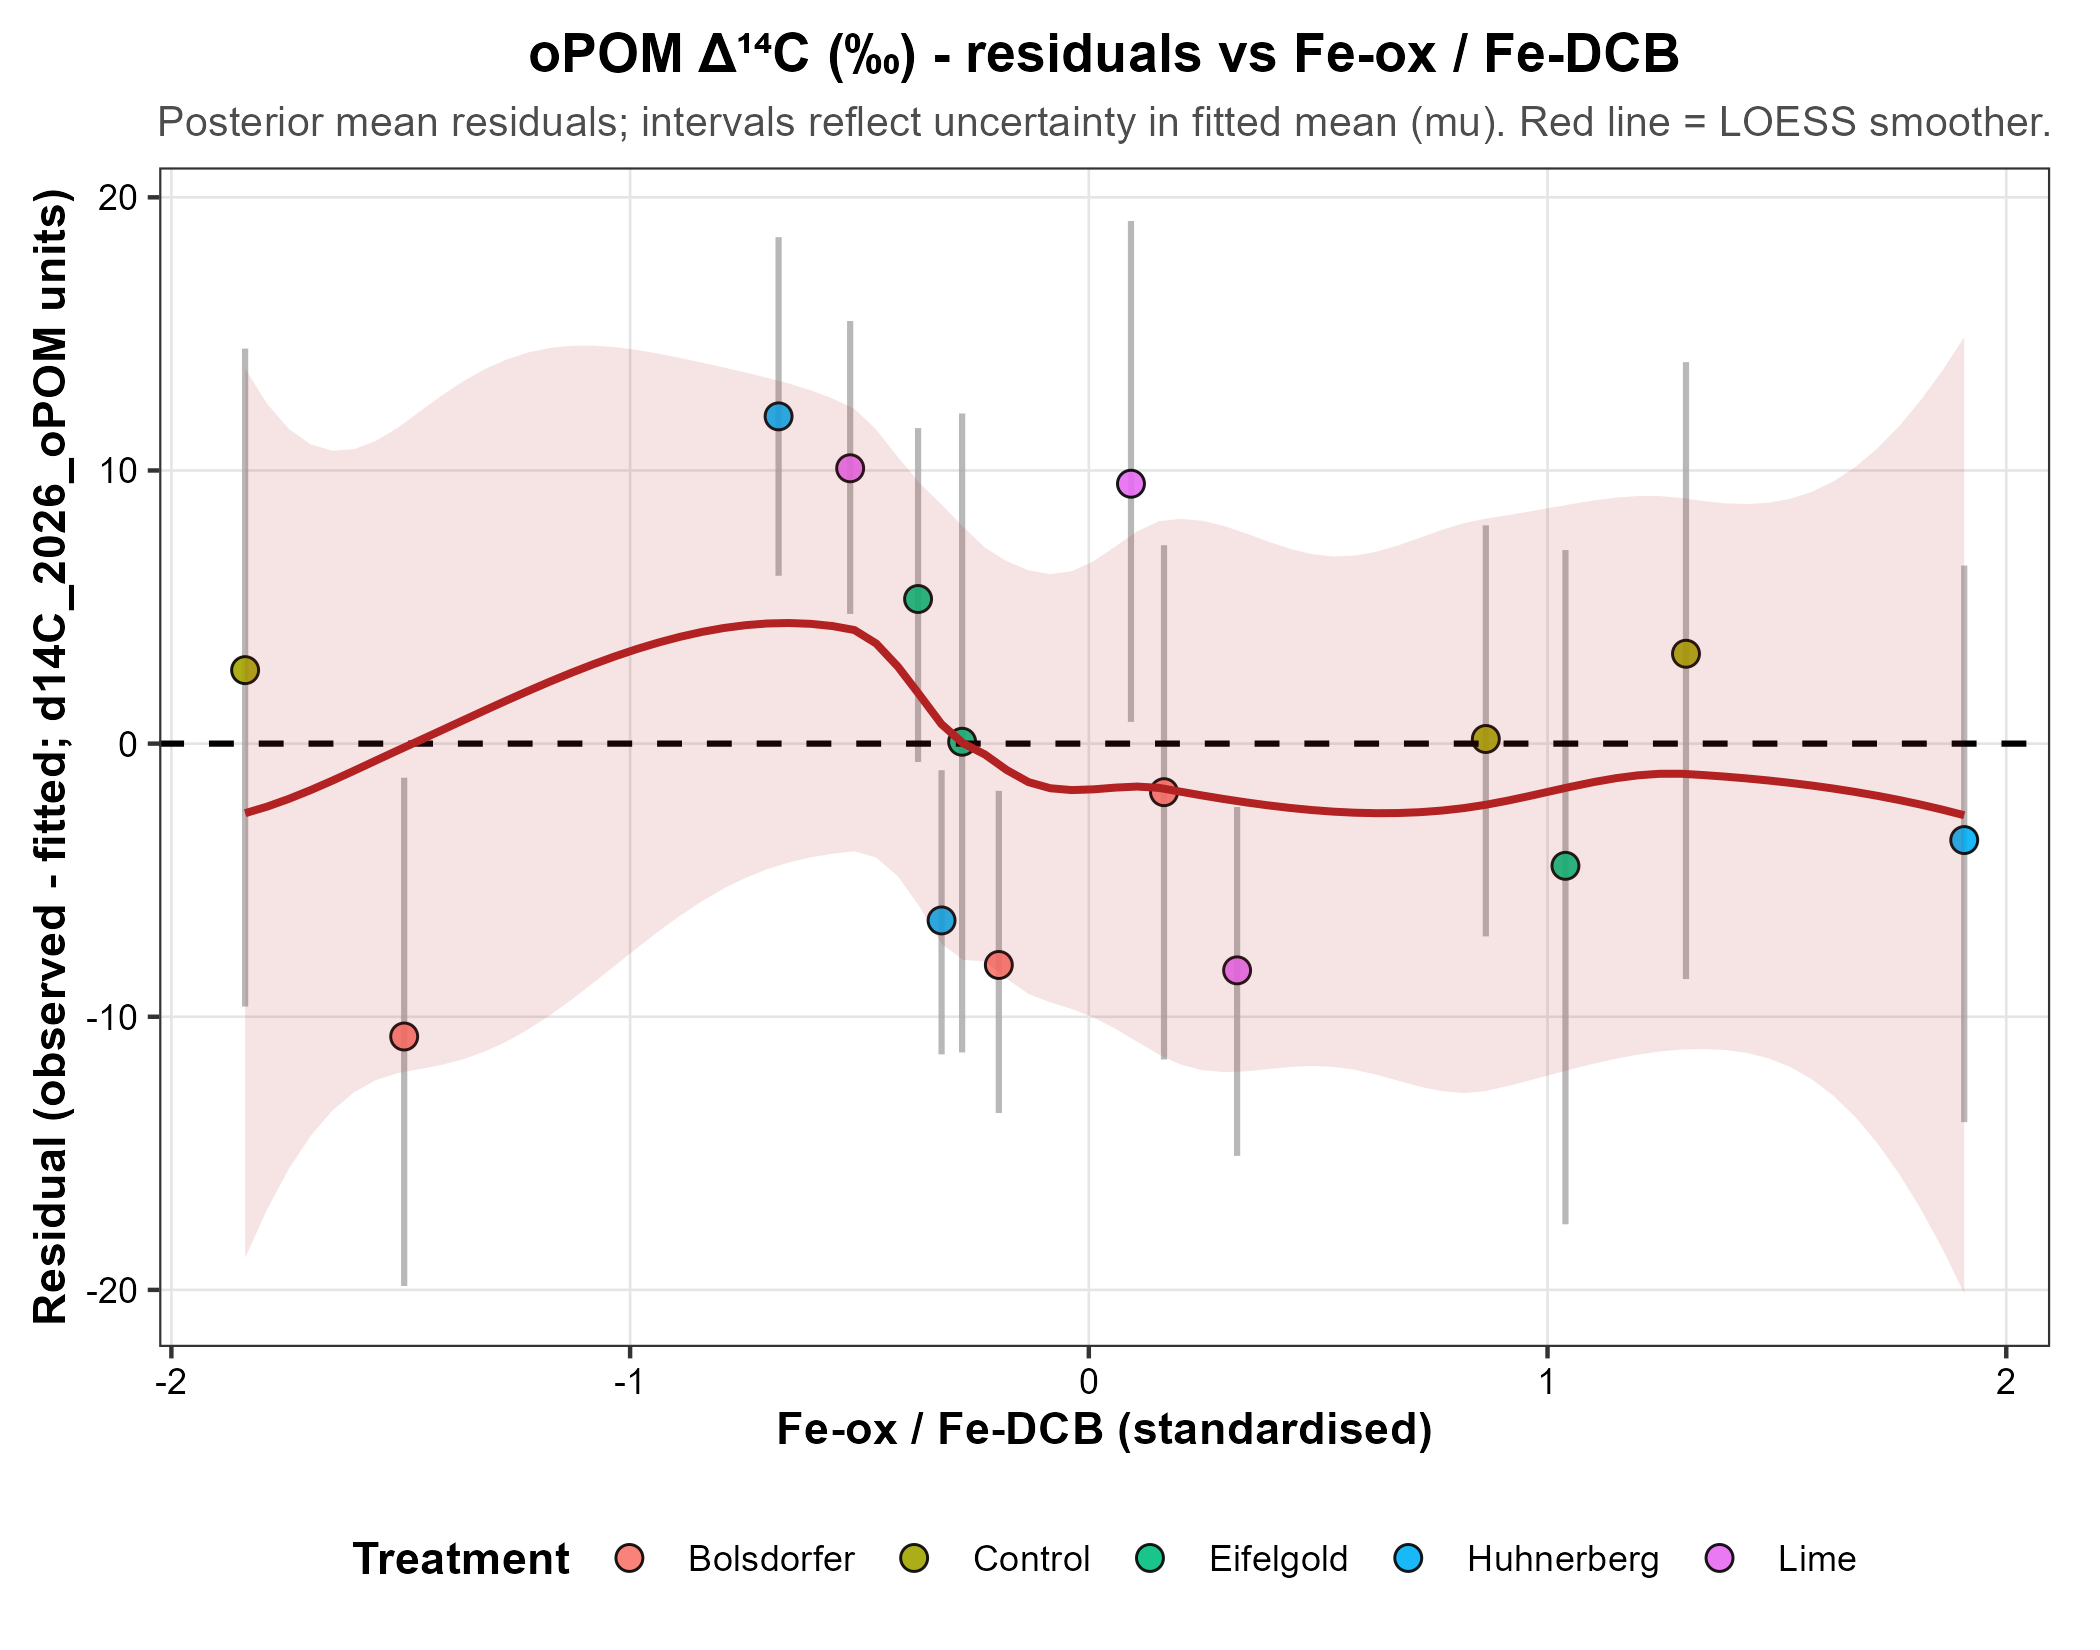 oPOM Δ¹⁴C (‰) - residuals vs Fe-ox / Fe-DCB
Posterior mean residuals; intervals reflect uncertainty in fitted mean (mu). Red line = LOESS smoother.
Residual (observed - fitted; d14C_2026_oPOM units)
20
10
0
-10
-20
-2
-1
0
1
2
Fe-ox / Fe-DCB (standardised)
Treatment
Bolsdorfer
Control
Eifelgold
Huhnerberg
Lime